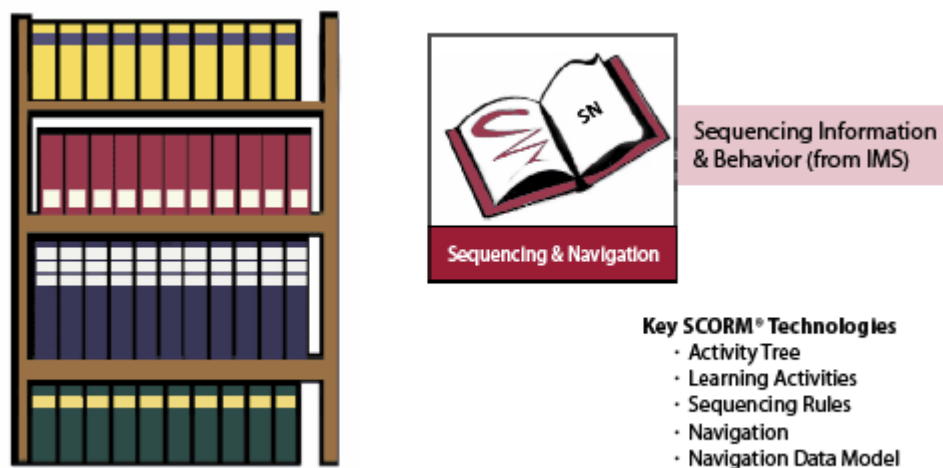 SN
Sequencing Information
& Behavior (from IMS)
Sequencing & Navigation
Key SCORM® Technologies
· Activity Tree
· Learning Activities
· Sequencing Rules
· Navigation
· Navigation Data Model